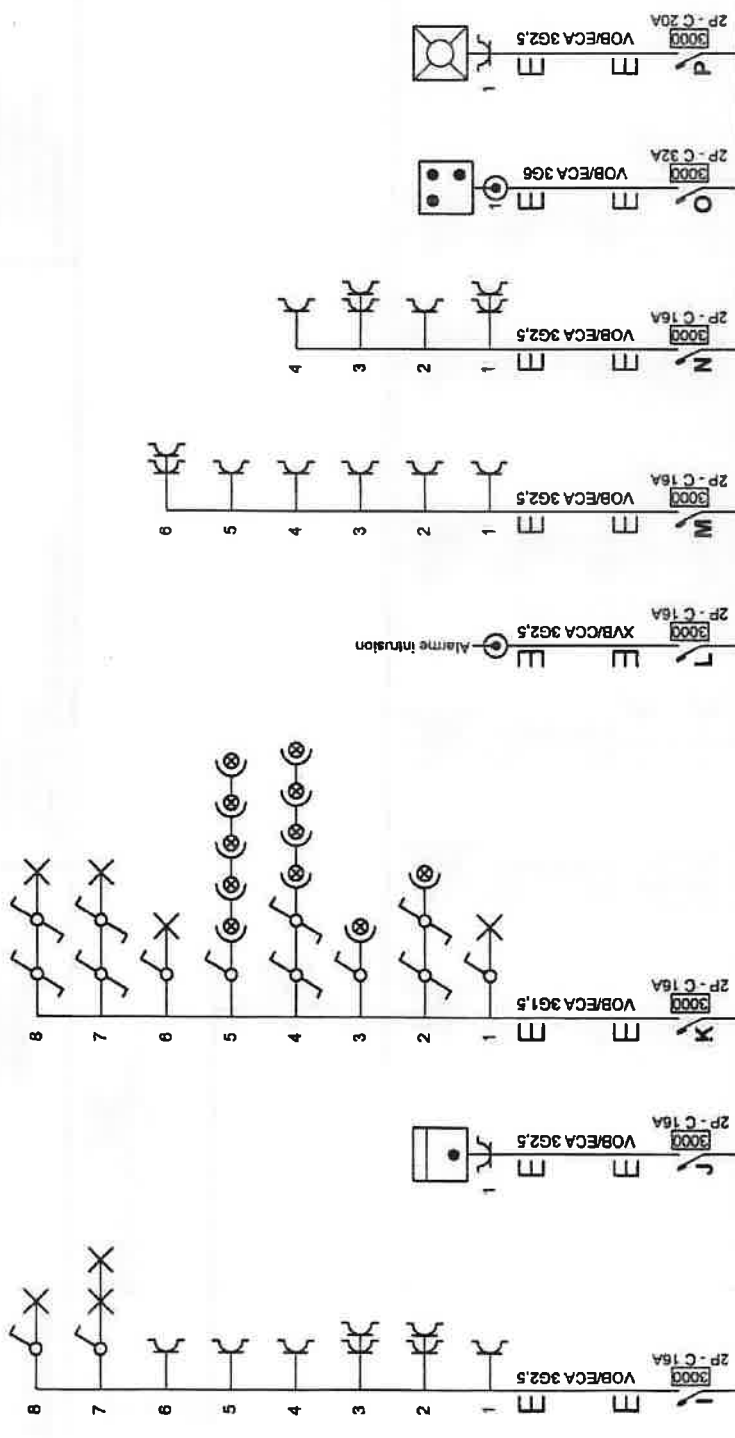 8
7
6
5
4
3
2
1
VOB/ECA 3G2,5
3000
2P - C 16A
I
1
VOB/ECA 3G2,5
3000
2P - C 16A
J
8
7
6
5
4
3
2
1
VOB/ECA 3G1,5
3000
2P - C 16A
K
Alarme intrusion
XVB/CCA 3G2,5
3000
2P - C 16A
L
6
5
4
3
2
1
VOB/ECA 3G2,5
3000
2P - C 16A
M
4
3
2
1
VOB/ECA 3G2,5
3000
2P - C 16A
N
1
VOB/ECA 3G6
3000
2P - C 32A
O
1
VOB/ECA 3G2,5
3000
2P - C 20A
P